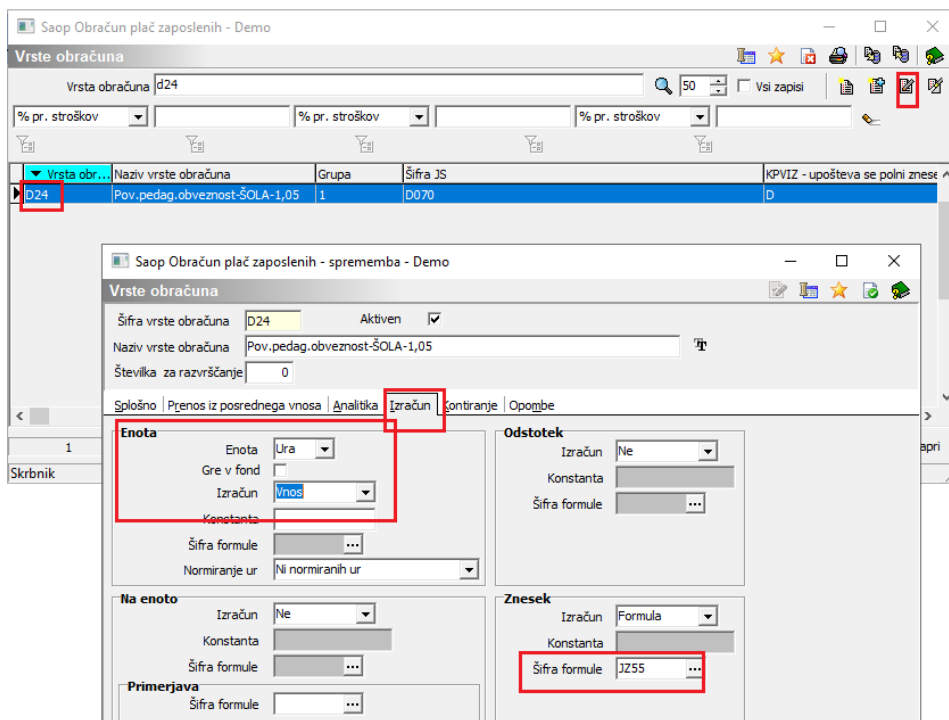 Saop Obračun plač zaposlenih - Demo
Vrste obračuna
Vrsta obračuna d24 50 Vsi zapisi
% pr. stroškov % pr. stroškov % pr. stroškov
Vrsta obr... Naziv vrste obračuna Grupa Šifra JS KPVIZ - upošteva se polni znese
D24 Pov.pedag.obveznost-ŠOLA-1,05 1 D070 D
Saop Obračun plač zaposlenih - sprememba - Demo
Vrste obračuna
Šifra vrste obračuna D24 Aktiven
Naziv vrste obračuna Pov.pedag.obveznost-ŠOLA-1,05
Številka za razvrščanje 0
Splošno Prenos iz posrednega vnosa Analitika Izračun Kontiranje Opombe
1 apri
Skrbnik
Enota Odstotek
Enota Ura Izračun Ne
Gre v fond Konstanta
Izračun Vnos Šifra formule ...
Konstanta
Šifra formule ...
Normiranje ur Ni normiranih ur
Na enoto Znesek
Izračun Ne Izračun Formula
Konstanta Konstanta
Šifra formule ... Šifra formule JZ55 ...
Primerjava
Šifra formule ...